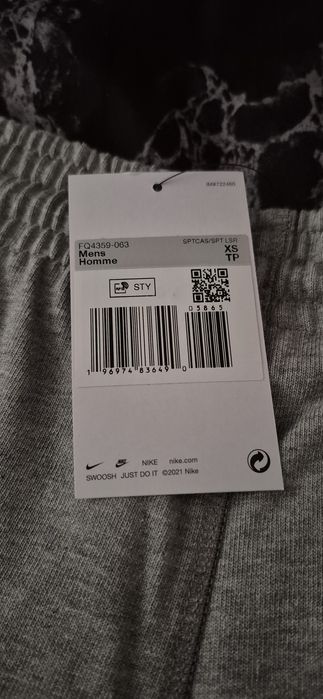 FQ4359-063
SPTCAS/SPT LSR
Mens
XS
Homme
TP
STY
05865
1 96974 83649 0
NIKE nike.com
SWOOSH JUST DO IT ©2021 Nike